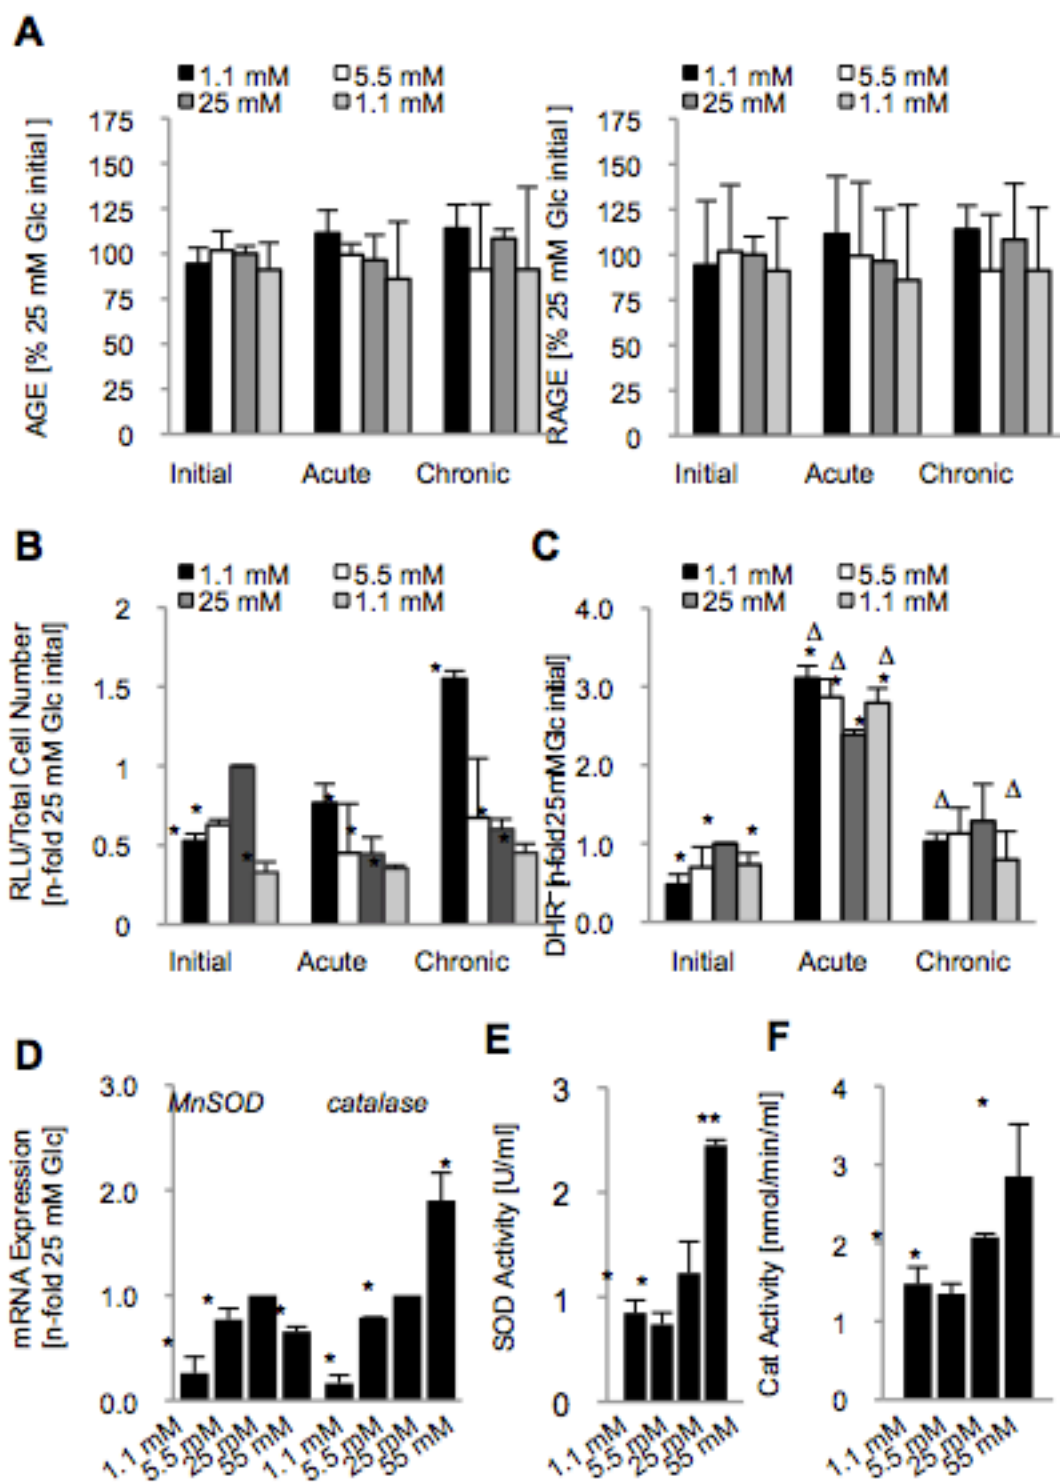 A
1.1 mM 5.5 mM 1.1 mM 5.5 mM
25 mM 1.1 mM 25 mM 1.1 mM
AGE [% 25 mM Glc initial ]
175
150
125
100
75
50
25
0
Initial Acute Chronic
RAGE [% 25 mM Glc initial ]
175
150
125
100
75
50
25
0
Initial Acute Chronic
B
1.1 mM 5.5 mM
25 mM 1.1 mM
RLU/Total Cell Number
[n-fold 25 mM Glc inital]
2
1.5
1
0.5
0
* * * * * * * * *
Initial Acute Chronic
C
1.1 mM 5.5 mM
25 mM 1.1 mM
DHR [n-fold 25 mM Glc initial]
4.0
3.0
2.0
1.0
0.0
Δ Δ Δ
* * * *
Δ Δ
* * *
Initial Acute Chronic
D
mRNA Expression
[n-fold 25 mM Glc]
3.0
2.0
1.0
0.0
MnSOD catalase
* * * * * *
1.1 mM 5.5 mM 25 mM 55 mM 1.1 mM 5.5 mM 25 mM 55 mM
E
SOD Activity [U/ml]
3
2
1
0
* * **
1.1 mM 5.5 mM 25 mM 55 mM
F
Cat Activity [nmol/min/ml]
4
3
2
1
0
* * *
1.1 mM 5.5 mM 25 mM 55 mM